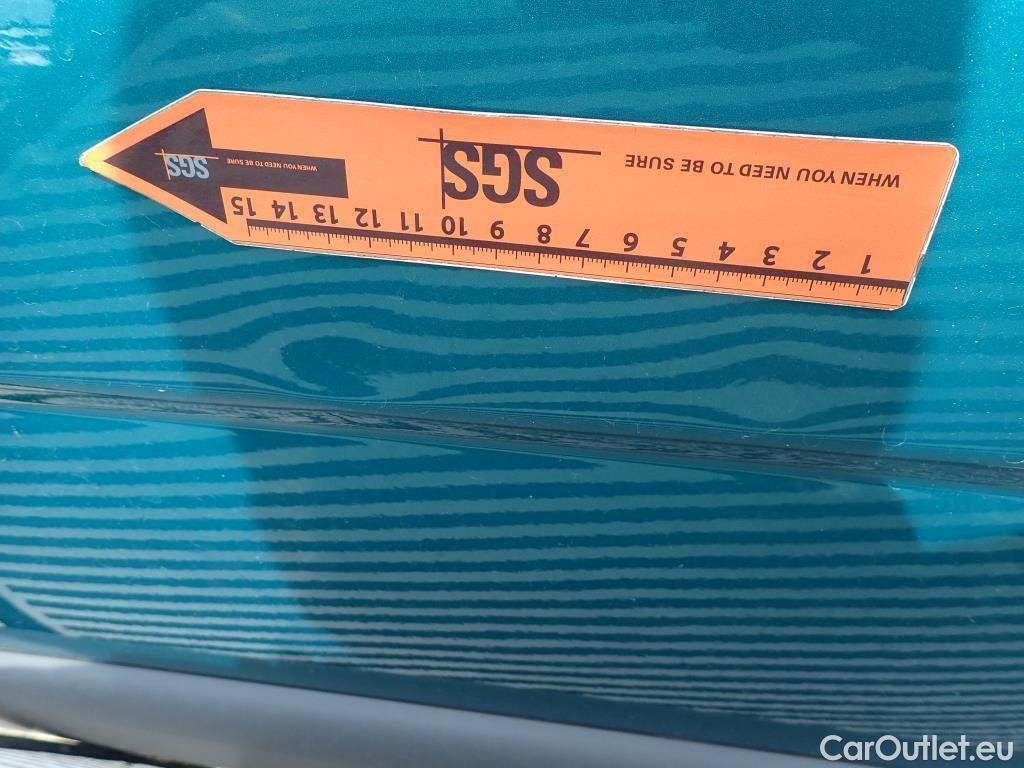 WHEN YOU NEED TO BE SURE
SGS
SGS
WHEN YOU NEED TO BE SURE
1 2 3 4 5 6 7 8 9 10 11 12 13 14 15
CarOutlet.eu